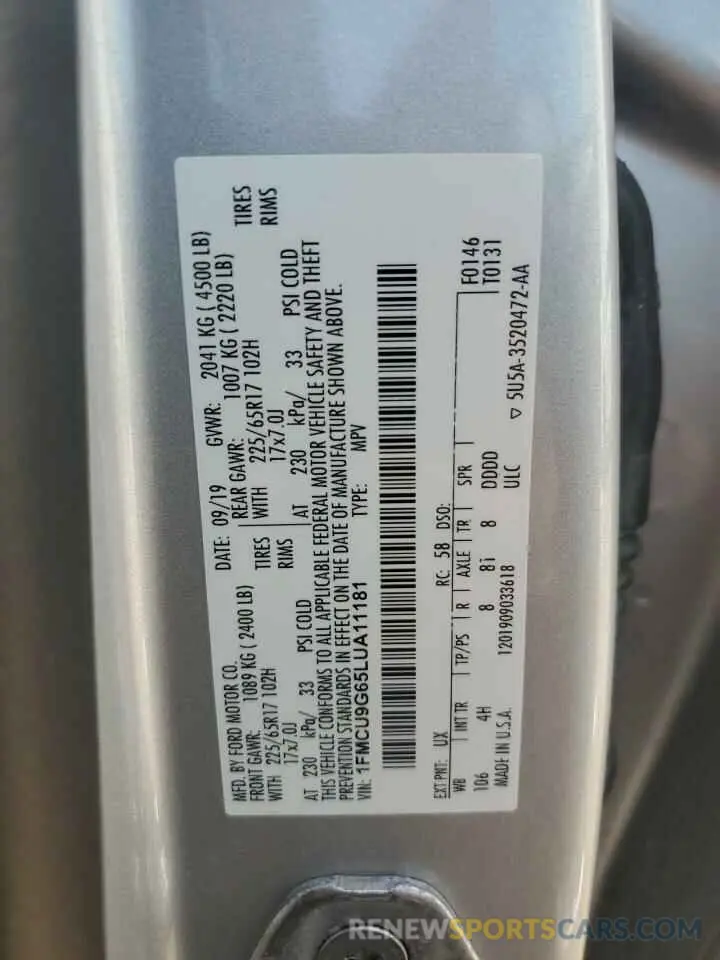 MFD. BY FORD MOTOR CO.
DATE: 09/19
GVWR: 2041 KG ( 4500 LB)
FRONT GAWR: 1089 KG ( 2400 LB)
REAR GAWR: 1007 KG ( 2220 LB)
WITH 225/65R17 102H TIRES
WITH 225/65R17 102H TIRES
17x7.0J RIMS
17x7.0J RIMS
AT 230 kPa/ 33 PSI COLD
AT 230 kPa/ 33 PSI COLD
THIS VEHICLE CONFORMS TO ALL APPLICABLE FEDERAL MOTOR VEHICLE SAFETY AND THEFT
PREVENTION STANDARDS IN EFFECT ON THE DATE OF MANUFACTURE SHOWN ABOVE.
VIN: 1FMCU9G65LUA11181
TYPE: MPV
EXT PNT: UX RC: 58 DSO:
F0146
WB INT TR TP/PS R AXLE TR SPR
T0131
106 4H 8 8i 8 DDDD
MADE IN U.S.A. 1201909033618 ULC
▽ 5U5A-3520472-AA
RENEWSPORTSCARS.COM